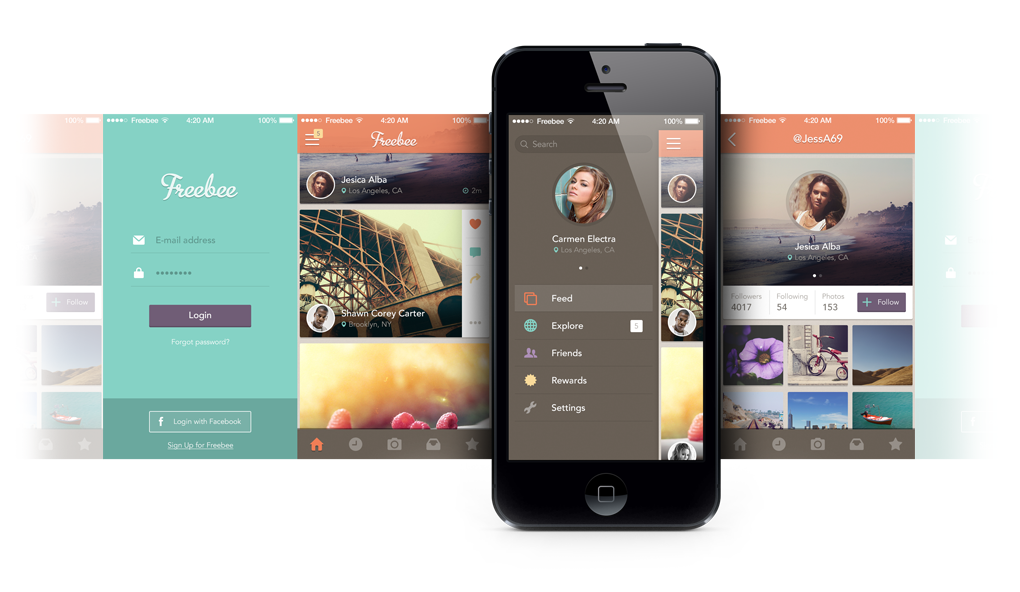 100%
Follow
Freebee
4:20 AM
100%
Freebee
E-mail address
Login
Forgot password?
f Login with Facebook
Sign Up for Freebee
Freebee
4:20 AM
100%
5
Freebee
Jesica Alba
Los Angeles, CA
2m
Shawn Corey Carter
Brooklyn, NY
Freebee
4:20 AM
100%
Search
Carmen Electra
Los Angeles, CA
Feed
Explore
5
Friends
Rewards
Settings
Freebee
4:20 AM
100%
@JessA69
Jesica Alba
Los Angeles, CA
Followers
4017
Following
54
Photos
153
Follow
Freebee